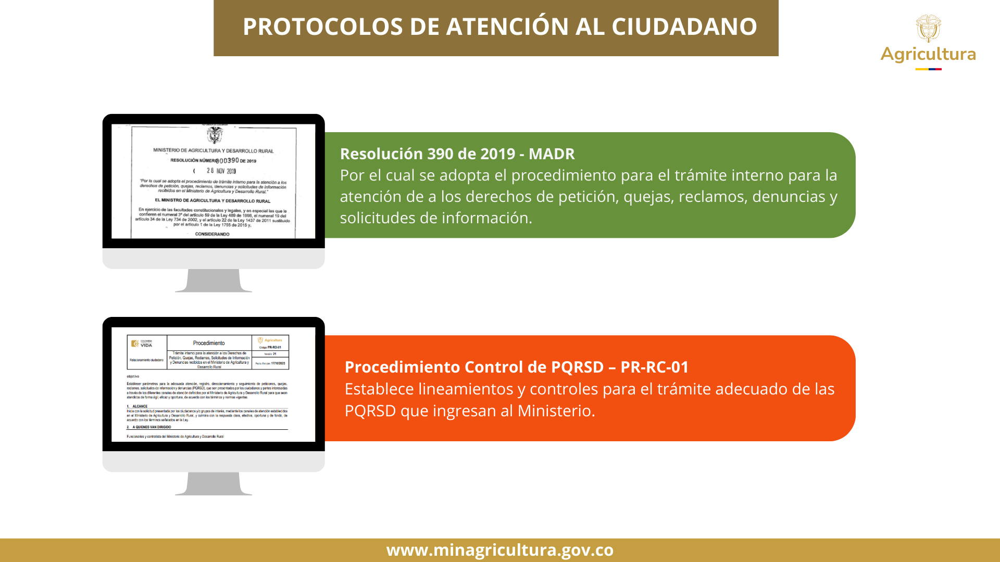 PROTOCOLOS DE ATENCIÓN AL CIUDADANO
Agricultura
MINISTERIO DE AGRICULTURA Y DESARROLLO RURAL
RESOLUCIÓN NÚMERO 000390 DE 2019
( 28 NOV 2019
"Por la cual se adopta el procedimiento de trámite interno para la atención a los
derechos de petición, quejas, reclamos, denuncias y solicitudes de Información
recibidos en el Ministerio de Agricultura y Desarrollo Rural."
EL MINISTRO DE AGRICULTURA Y DESARROLLO RURAL
En ejercicio de las facultades constitucionales y legales, y en especial las que le
confieren el numeral 3º del artículo 59 de la Ley 489 de 1998, el numeral 19 del
artículo 34 de la Ley 734 de 2002, y el artículo 22 de la Ley 1437 de 2011 sustituido
por el artículo 1 de la Ley 1755 de 2015 y,
CONSIDERANDO
Resolución 390 de 2019 - MADR
Por el cual se adopta el procedimiento para el trámite interno para la
atención de a los derechos de petición, quejas, reclamos, denuncias y
solicitudes de información.
COLOMBIA
VIDA
Relacionamiento ciudadano
Procedimiento
Trámite interno para la atención a los Derechos de
Petición, Quejas, Reclamos, Solicitudes de Información
y Denuncias recibidos en el Ministerio de Agricultura y
Desarrollo Rural
Agricultura
Código: PR-RCI-01
Versión: 21
Fecha Emisión: 17/10/2023
objetivo
Establecer parámetros para la adecuada atención, registro, direccionamiento y seguimiento de peticiones, quejas,
reclamos, solicitudes de información y denuncias (PQRSD), que son presentadas por los ciudadanos y partes interesadas
a través de los diferentes canales de atención definidos por el Ministerio de Agricultura y Desarrollo Rural para que sean
atendidos de forma ágil, eficaz y oportuna, de acuerdo con los términos y normas vigentes.
1. ALCANCE
Inicia con la solicitud presentada por los ciudadanos y/o grupos de interés, mediante los canales de atención establecidos
en el Ministerio de Agricultura y Desarrollo Rural, y culmina con la respuesta clara, efectiva, oportuna y de fondo, de
acuerdo con los términos señalados en la Ley.
2. A QUIENES VAN DIRIGIDO
Funcionarios y contratista del Ministerio de Agricultura y Desarrollo Rural
Procedimiento Control de PQRSD – PR-RC-01
Establece lineamientos y controles para el trámite adecuado de las
PQRSD que ingresan al Ministerio.
www.minagricultura.gov.co